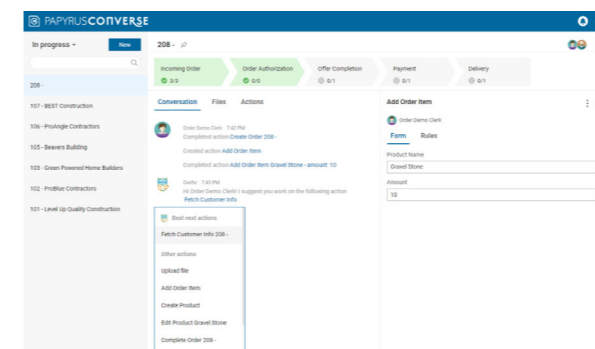 PAPYRUSCONVERSE
In progress
New
208 -
107 - BEST Construction
106 - ProAngle Contractors
105 - Beavers Building
103 - Green Powered Home Builders
102 - ProBlue Contractors
101 - Level Up Quality Construction
208 -
Incoming Order
3/3
Order Authorization
0/0
Offer Completion
0/1
Payment
0/1
Delivery
0/1
Conversation Files Actions
Order Demo Clerk 7:42 PM
Completed action Create Order 208 -
Created action Add Order Item
Completed action Add Order Item Gravel Stone - amount: 10
7:43 PM
Hi Order Demo Clerk! I suggest you work on the following action
Fetch Customer Info
Best next actions
Fetch Customer Info 208 -
Other actions
Upload file
Add Order Item
Create Product
Edit Product Gravel Stone
Complete Order 208 -
Add Order Item
Order Demo Clerk
Form Rules
Product Name
Gravel Stone
Amount
10